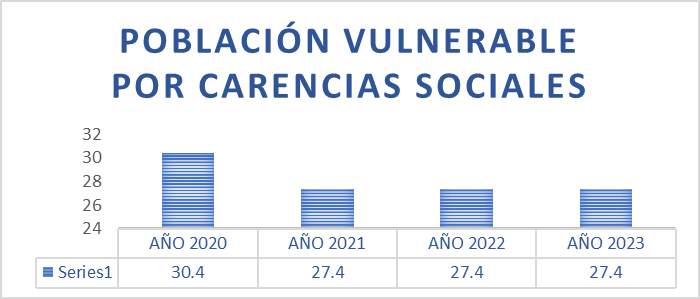 POBLACIÓN VULNERABLE
POR CARENCIAS SOCIALES
32
30
28
26
24
AÑO 2020 AÑO 2021 AÑO 2022 AÑO 2023
Series1 30.4 27.4 27.4 27.4